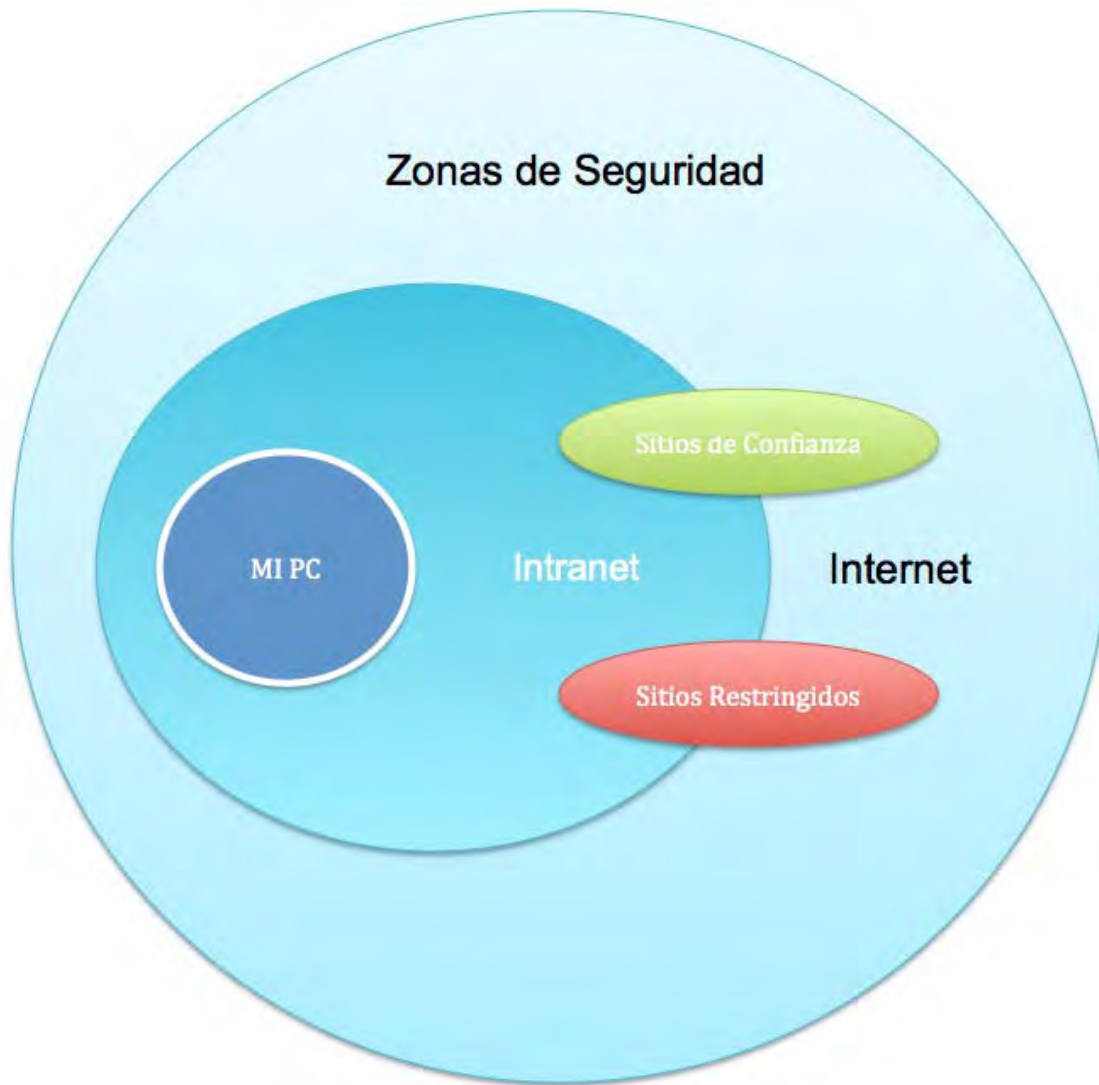 Zonas de Seguridad
Sitios de Confianza
MI PC
Intranet
Internet
Sitios Restringidos